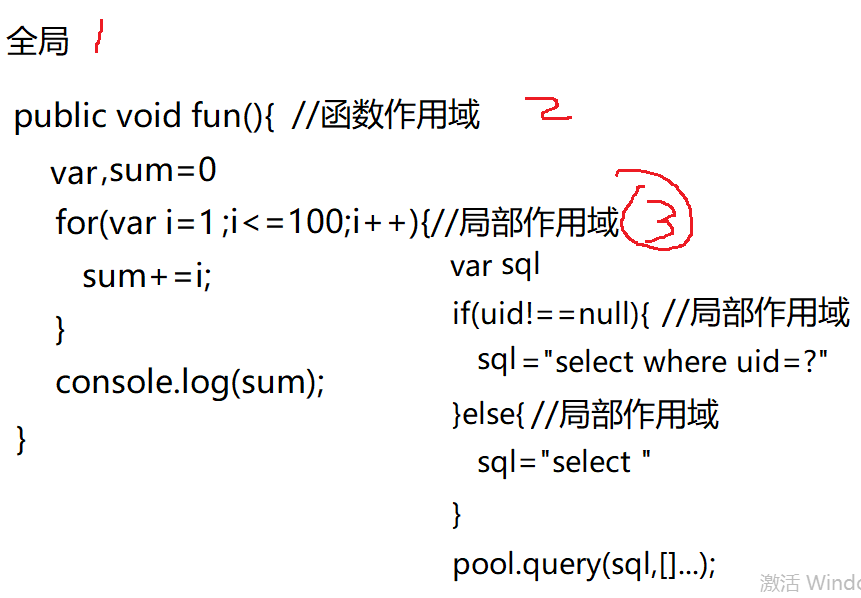 全局 1
public void fun(){ //函数作用域 2
var,sum=0
for(var i=1;i<=100;i++){//局部作用域 3
sum+=i;
}
console.log(sum);
}
var sql
if(uid!==null){ //局部作用域
sql="select where uid=?"
}else{ //局部作用域
sql="select "
}
pool.query(sql,[]...);
激活 Windo